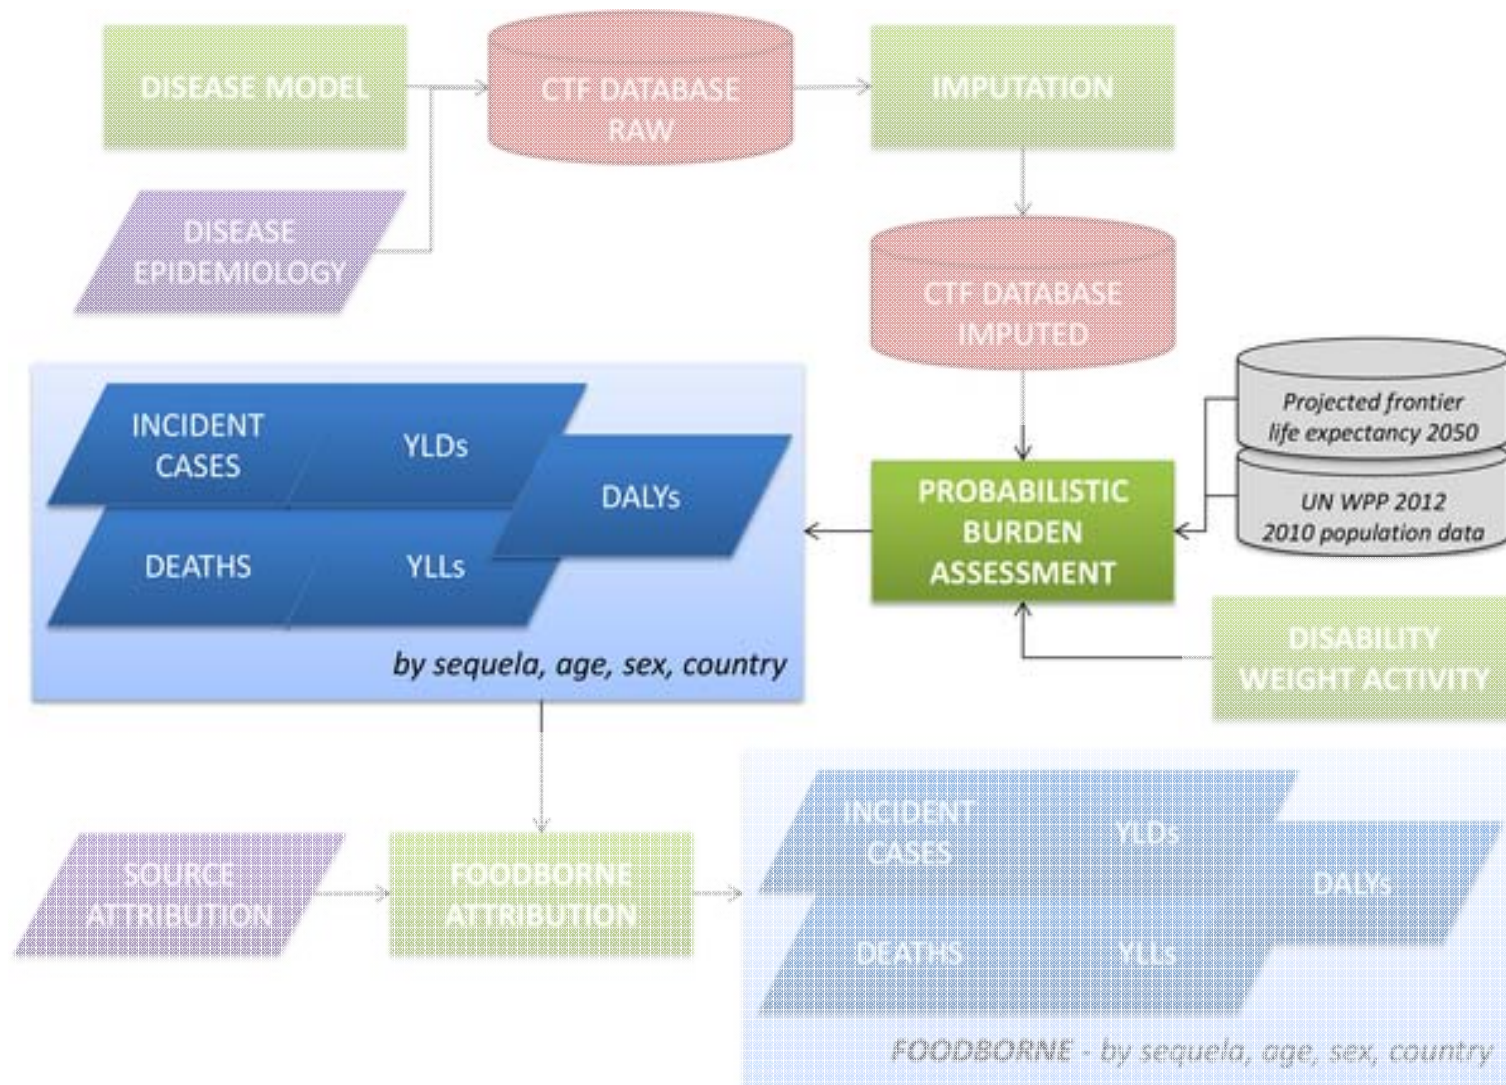 DISEASE MODEL
CTF DATABASE
RAW
IMPUTATION
DISEASE
EPIDEMIOLOGY
CTF DATABASE
IMPUTED
Projected frontier
life expectancy 2050
UN WPP 2012
2010 population data
INCIDENT
CASES
YLDs
DALYs
DEATHS
YLLs
by sequela, age, sex, country
PROBABILISTIC
BURDEN
ASSESSMENT
DISABILITY
WEIGHT ACTIVITY
SOURCE
ATTRIBUTION
FOODBORNE
ATTRIBUTION
INCIDENT
CASES
YLDs
DALYs
DEATHS
YLLs
FOODBORNE - by sequela, age, sex, country